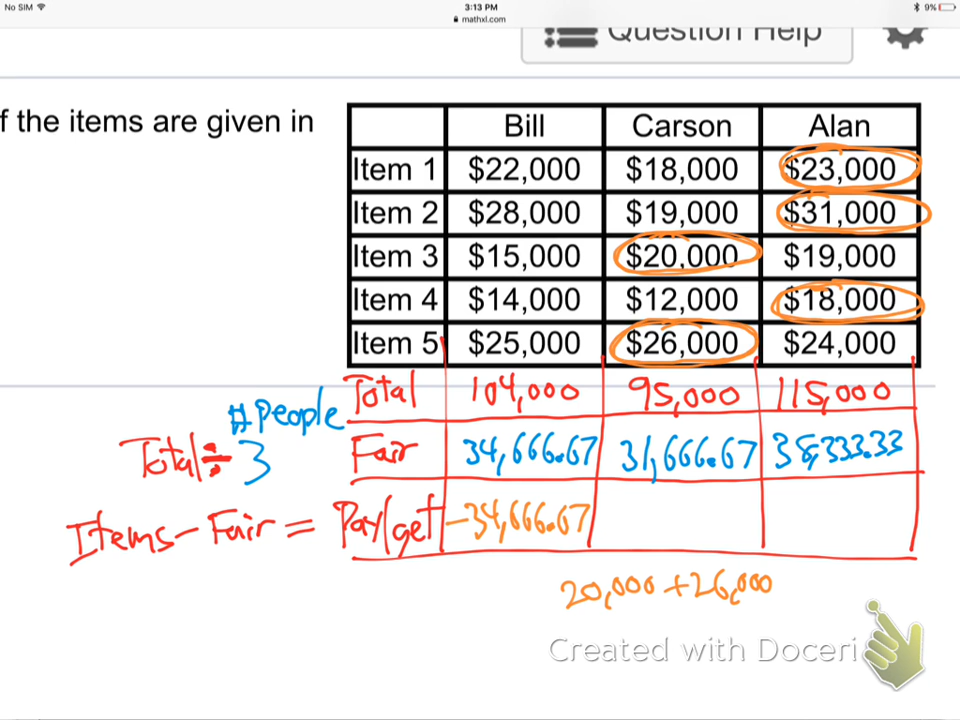 No SIM 3:13 PM 9%
mathxl.com
Question Help
f the items are given in
Bill Carson Alan
Item 1 $22,000 $18,000 $23,000
Item 2 $28,000 $19,000 $31,000
Item 3 $15,000 $20,000 $19,000
Item 4 $14,000 $12,000 $18,000
Item 5 $25,000 $26,000 $24,000
Total 104,000 95,000 115,000
#People
Total ÷ 3 Fair 34,666.67 31,666.67 38,333.33
Items - Fair = Pay/get -34,666.67
20,000 + 26,000
Created with Doceri